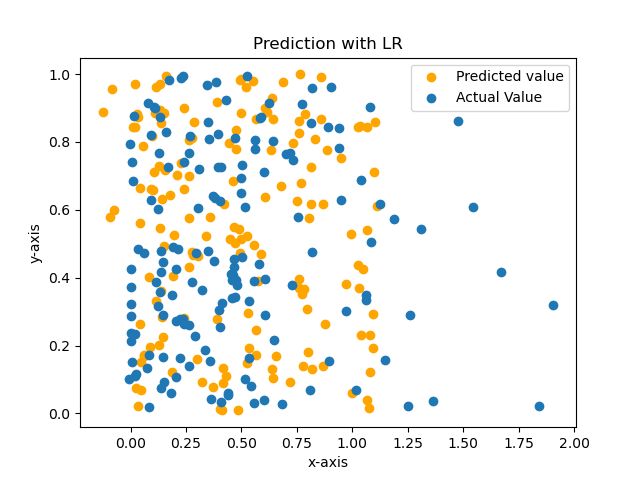 Prediction with LR
Predicted value
Actual Value
1.0
0.8
0.6
0.4
0.2
0.0
y-axis
0.00 0.25 0.50 0.75 1.00 1.25 1.50 1.75 2.00
x-axis